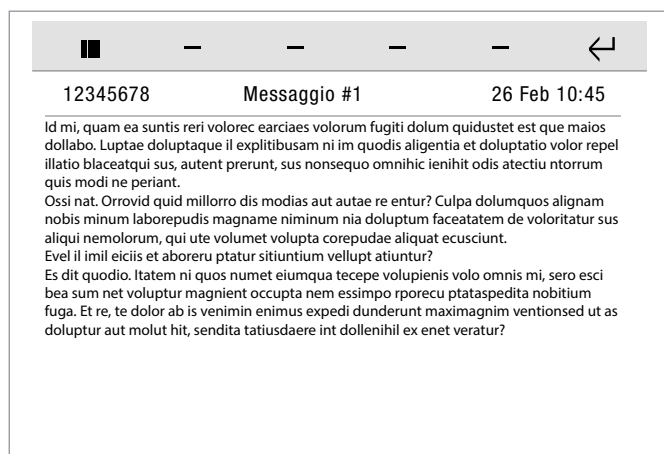 12345678 Messaggio #1 26 Feb 10:45
Id mi, quam ea suntis reri volorec earciaes volorum fugiti dolum quidustet est que maios
dollabo. Luptae doluptaque il explitibusam ni im quodis aligentia et doluptatio volor repel
illatio blaceatqui sus, autent prerunt, sus nonsequo omnihic ienihit odis atectiu ntorrum
quis modi ne periant.
Ossi nat. Orrovid quid millorro dis modias aut autae re entur? Culpa dolumquos alignam
nobis minum laborepudis magname niminum nia doluptum faceatatem de voloritatur sus
aliqui nemolorum, qui ute volumet volupta corepudae aliquat ecusciunt.
Evel il imil eiciis et aboreru ptatur sitiuntium vellupt atiuntur?
Es dit quodio. Itatem ni quos numet eiumqua tecepe volupienis volo omnis mi, sero esci
bea sum net voluptur magnient occupta nem essimpo rporecu ptataspedita nobitium
fuga. Et re, te dolor ab is venimin enimus expedi dunderunt maximagnim ventionsed ut as
doluptur aut molut hit, sendita tatiusdaere int dollenihil ex enet veratur?